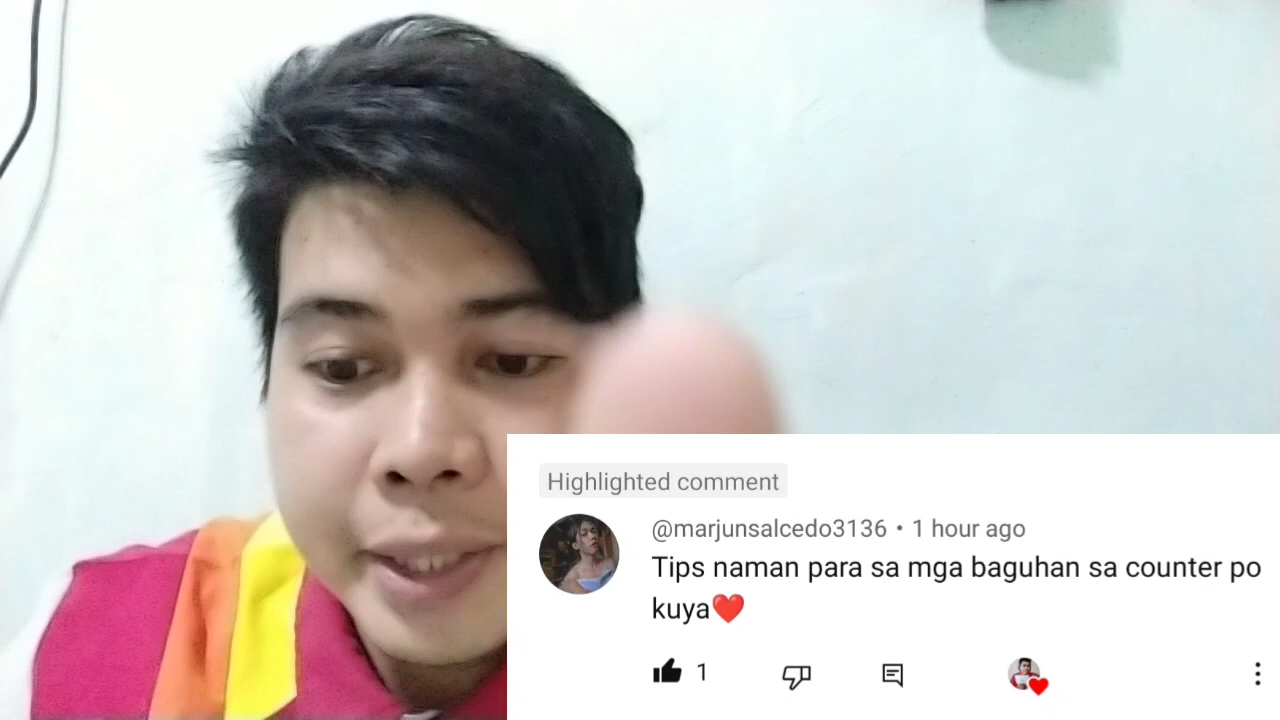 Highlighted comment
@marjunsalcedo3136 • 1 hour ago
Tips naman para sa mga baguhan sa counter po
kuya❤️
1